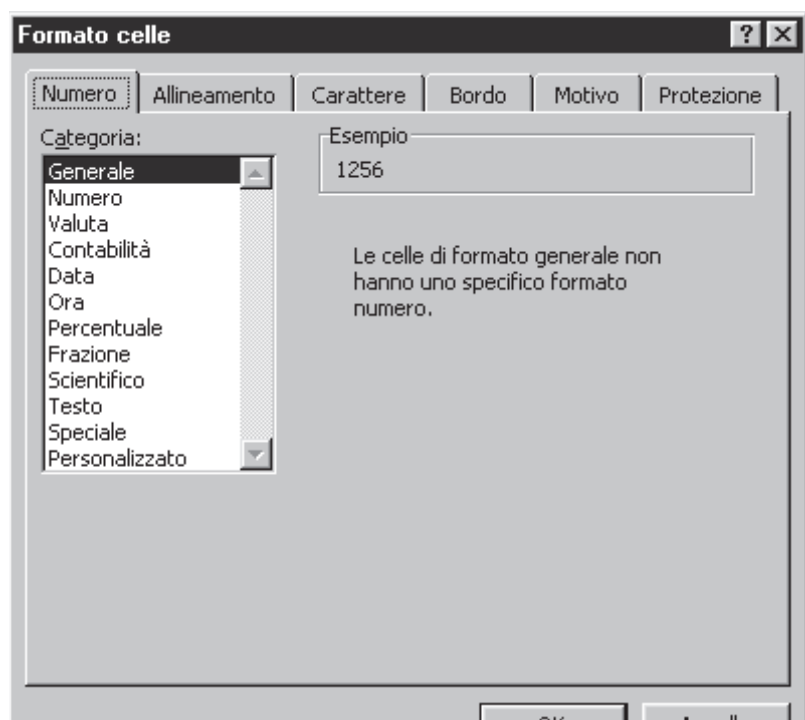 Formato celle
Numero Allineamento Carattere Bordo Motivo Protezione
Categoria:
Generale
Numero
Valuta
Contabilità
Data
Ora
Percentuale
Frazione
Scientifico
Testo
Speciale
Personalizzato
Esempio
1256
Le celle di formato generale non
hanno uno specifico formato
numero.